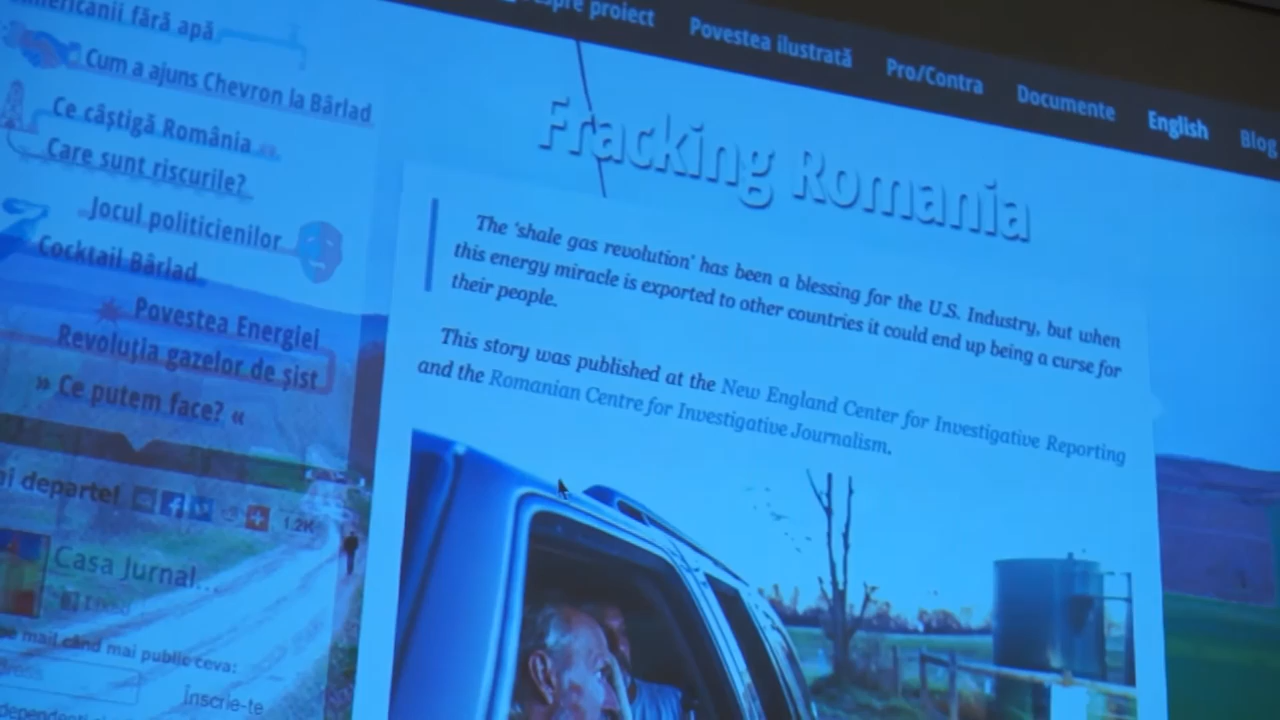 despre proiect
Povestea ilustrată
Pro/Contra
Documente
English
Blog
fără apă
Cum a ajuns Chevron la Bârlad
Ce câștigă România
Care sunt riscurile?
Jocul politicienilor
Cocktail Bârlad
Povestea Energiei
Revoluția gazelor de șist
» Ce putem face? «
departe!
1.2K
Casa Jurnal...
mail când mai public ceva:
Înscrie-te
Fracking Romania
The 'shale gas revolution' has been a blessing for the U.S. Industry, but when
this energy miracle is exported to other countries it could end up being a curse for
their people.
This story was published at the New England Center for Investigative Reporting
and the Romanian Centre for Investigative Journalism.